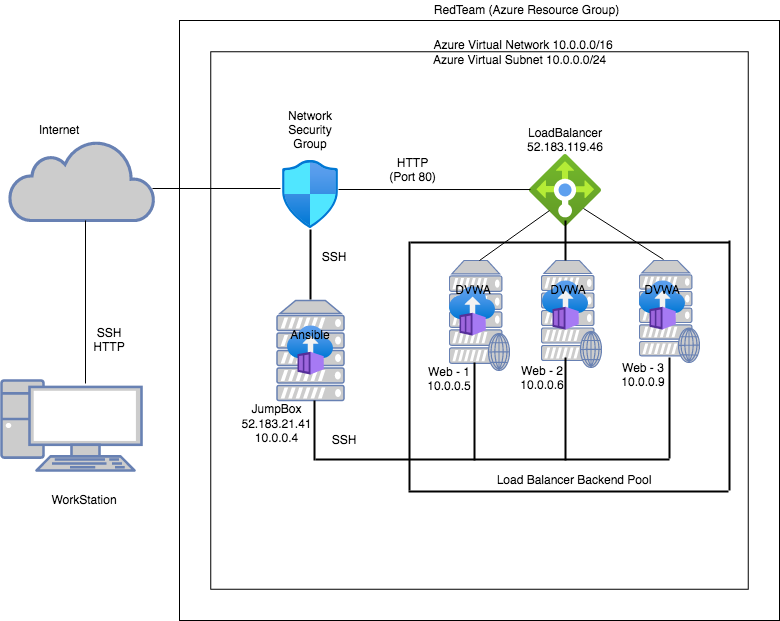 RedTeam (Azure Resource Group)
Azure Virtual Network 10.0.0.0/16
Azure Virtual Subnet 10.0.0.0/24
Internet
Network
Security
Group
LoadBalancer
52.183.119.46
HTTP
(Port 80)
SSH
SSH
HTTP
Ansible
DVWA
DVWA
DVWA
Web - 1
10.0.0.5
Web - 2
10.0.0.6
Web - 3
10.0.0.9
JumpBox
52.183.21.41
10.0.0.4
SSH
Load Balancer Backend Pool
WorkStation